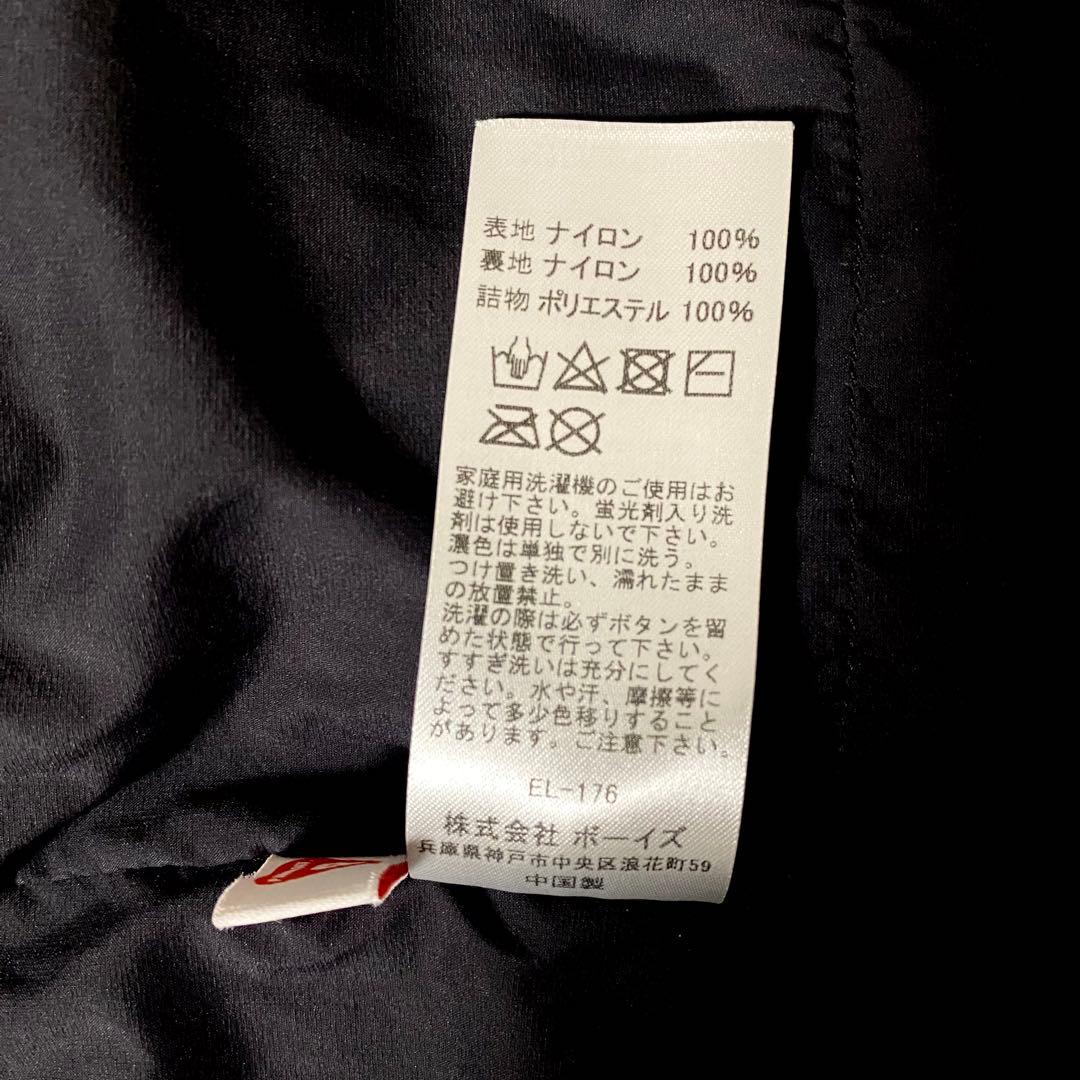 表地 ナイロン 100%
裏地 ナイロン 100%
詰物 ポリエステル 100%
家庭用洗濯機のご使用はお
避け下さい。蛍光剤入り洗
剤は使用しないで下さい。
濃色は単独で別に洗う。
つけ置き洗い、濡れたまま
の放置禁止。
洗濯の際は必ずボタンを留
めた状態で行って下さい。
すすぎ洗いは充分にしてく
ださい。水や汗、摩擦等に
よって多少色移りすること
があります。ご注意下さい。
EL-176
株式会社 ボーイズ
兵庫県神戸市中央区浪花町59
中国製